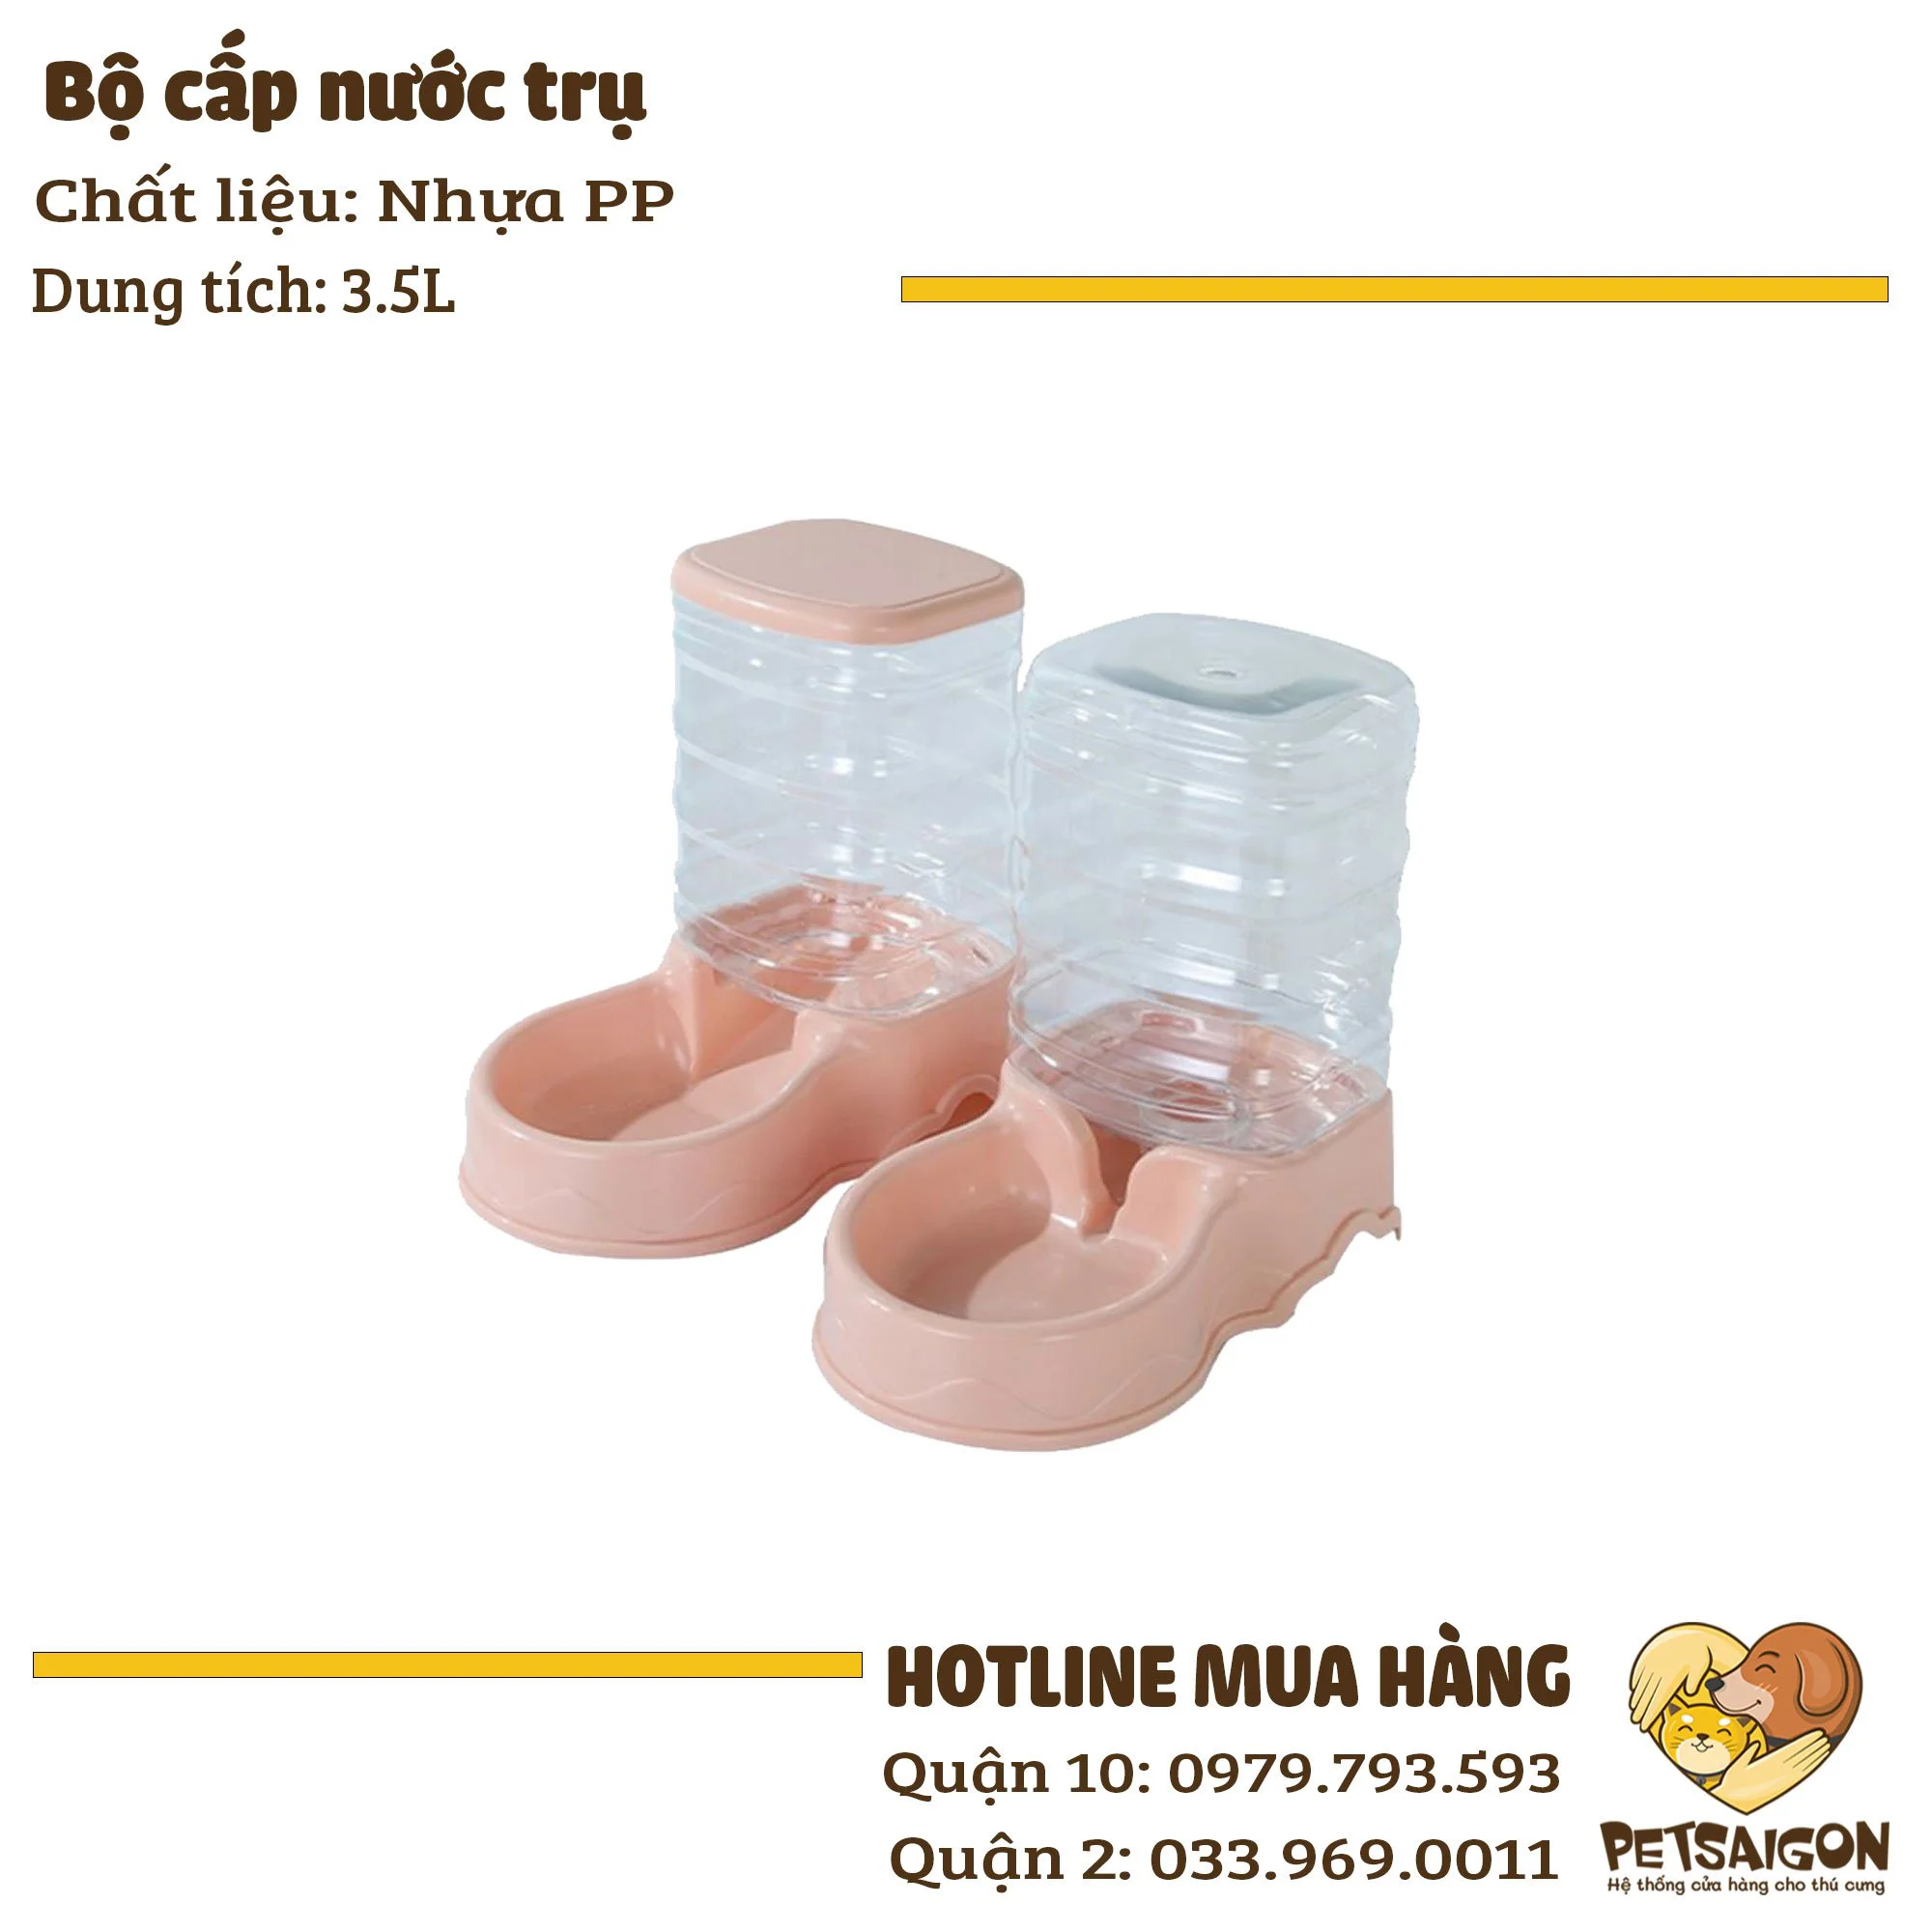 Bộ cấp nước trụ
Chất liệu: Nhựa PP
Dung tích: 3.5L
HOTLINE MUA HÀNG
Quận 10: 0979.793.593
Quận 2: 033.969.0011
PETSAIGON
Hệ thống cửa hàng cho thú cưng